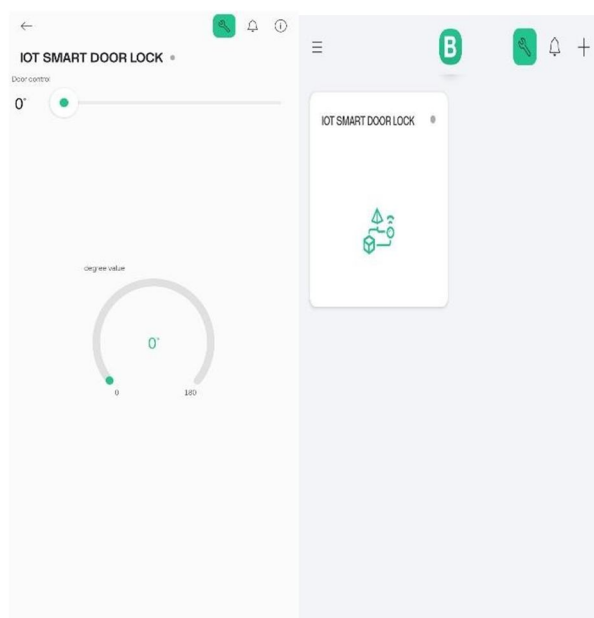 IOT SMART DOOR LOCK
Door control
0°
degree value
0°
0 180
B
IOT SMART DOOR LOCK